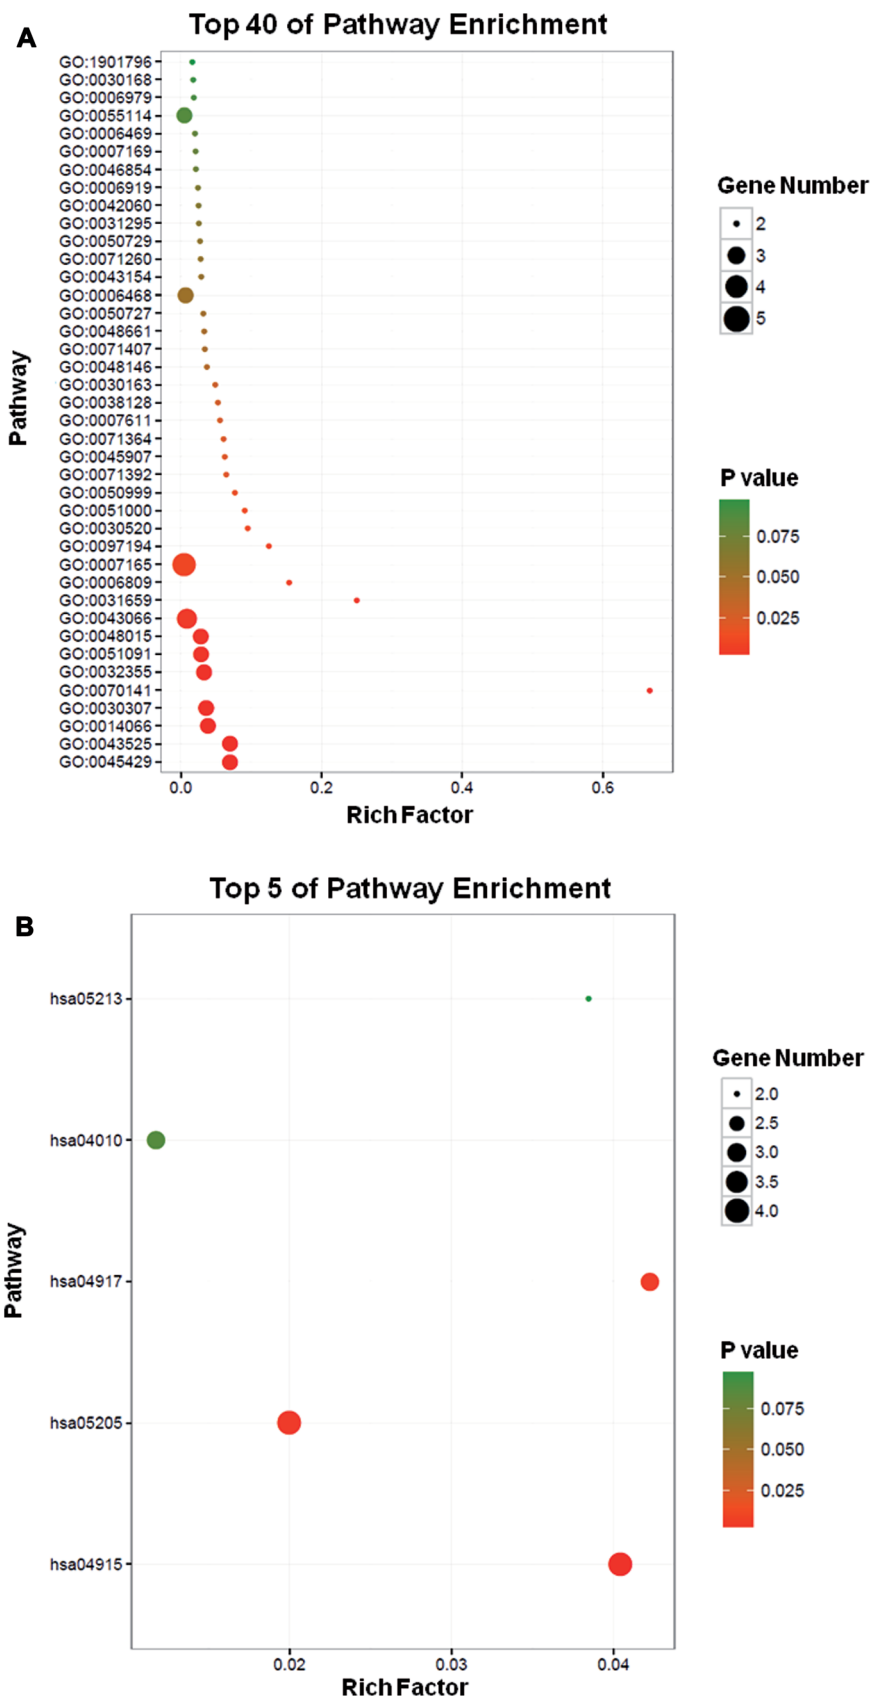 A
Top 40 of Pathway Enrichment
GO:1901796
GO:0030168
GO:0006979
GO:0055114
GO:0006469
GO:0007169
GO:0046854
GO:0006919
GO:0042060
GO:0031295
GO:0050729
GO:0071260
GO:0043154
GO:0006468
GO:0050727
GO:0048661
GO:0071407
GO:0048146
GO:0030163
GO:0038128
GO:0007611
GO:0071364
GO:0045907
GO:0071392
GO:0050999
GO:0051000
GO:0030520
GO:0097194
GO:0007165
GO:0006809
GO:0031659
GO:0043066
GO:0048015
GO:0051091
GO:0032355
GO:0070141
GO:0030307
GO:0014066
GO:0043525
GO:0045429
Pathway
0.0 0.2 0.4 0.6
Rich Factor
Gene Number
2
3
4
5
P value
0.075
0.050
0.025
B
Top 5 of Pathway Enrichment
hsa05213
hsa04010
hsa04917
hsa05205
hsa04915
Pathway
0.02 0.03 0.04
Rich Factor
Gene Number
2.0
2.5
3.0
3.5
4.0
P value
0.075
0.050
0.025